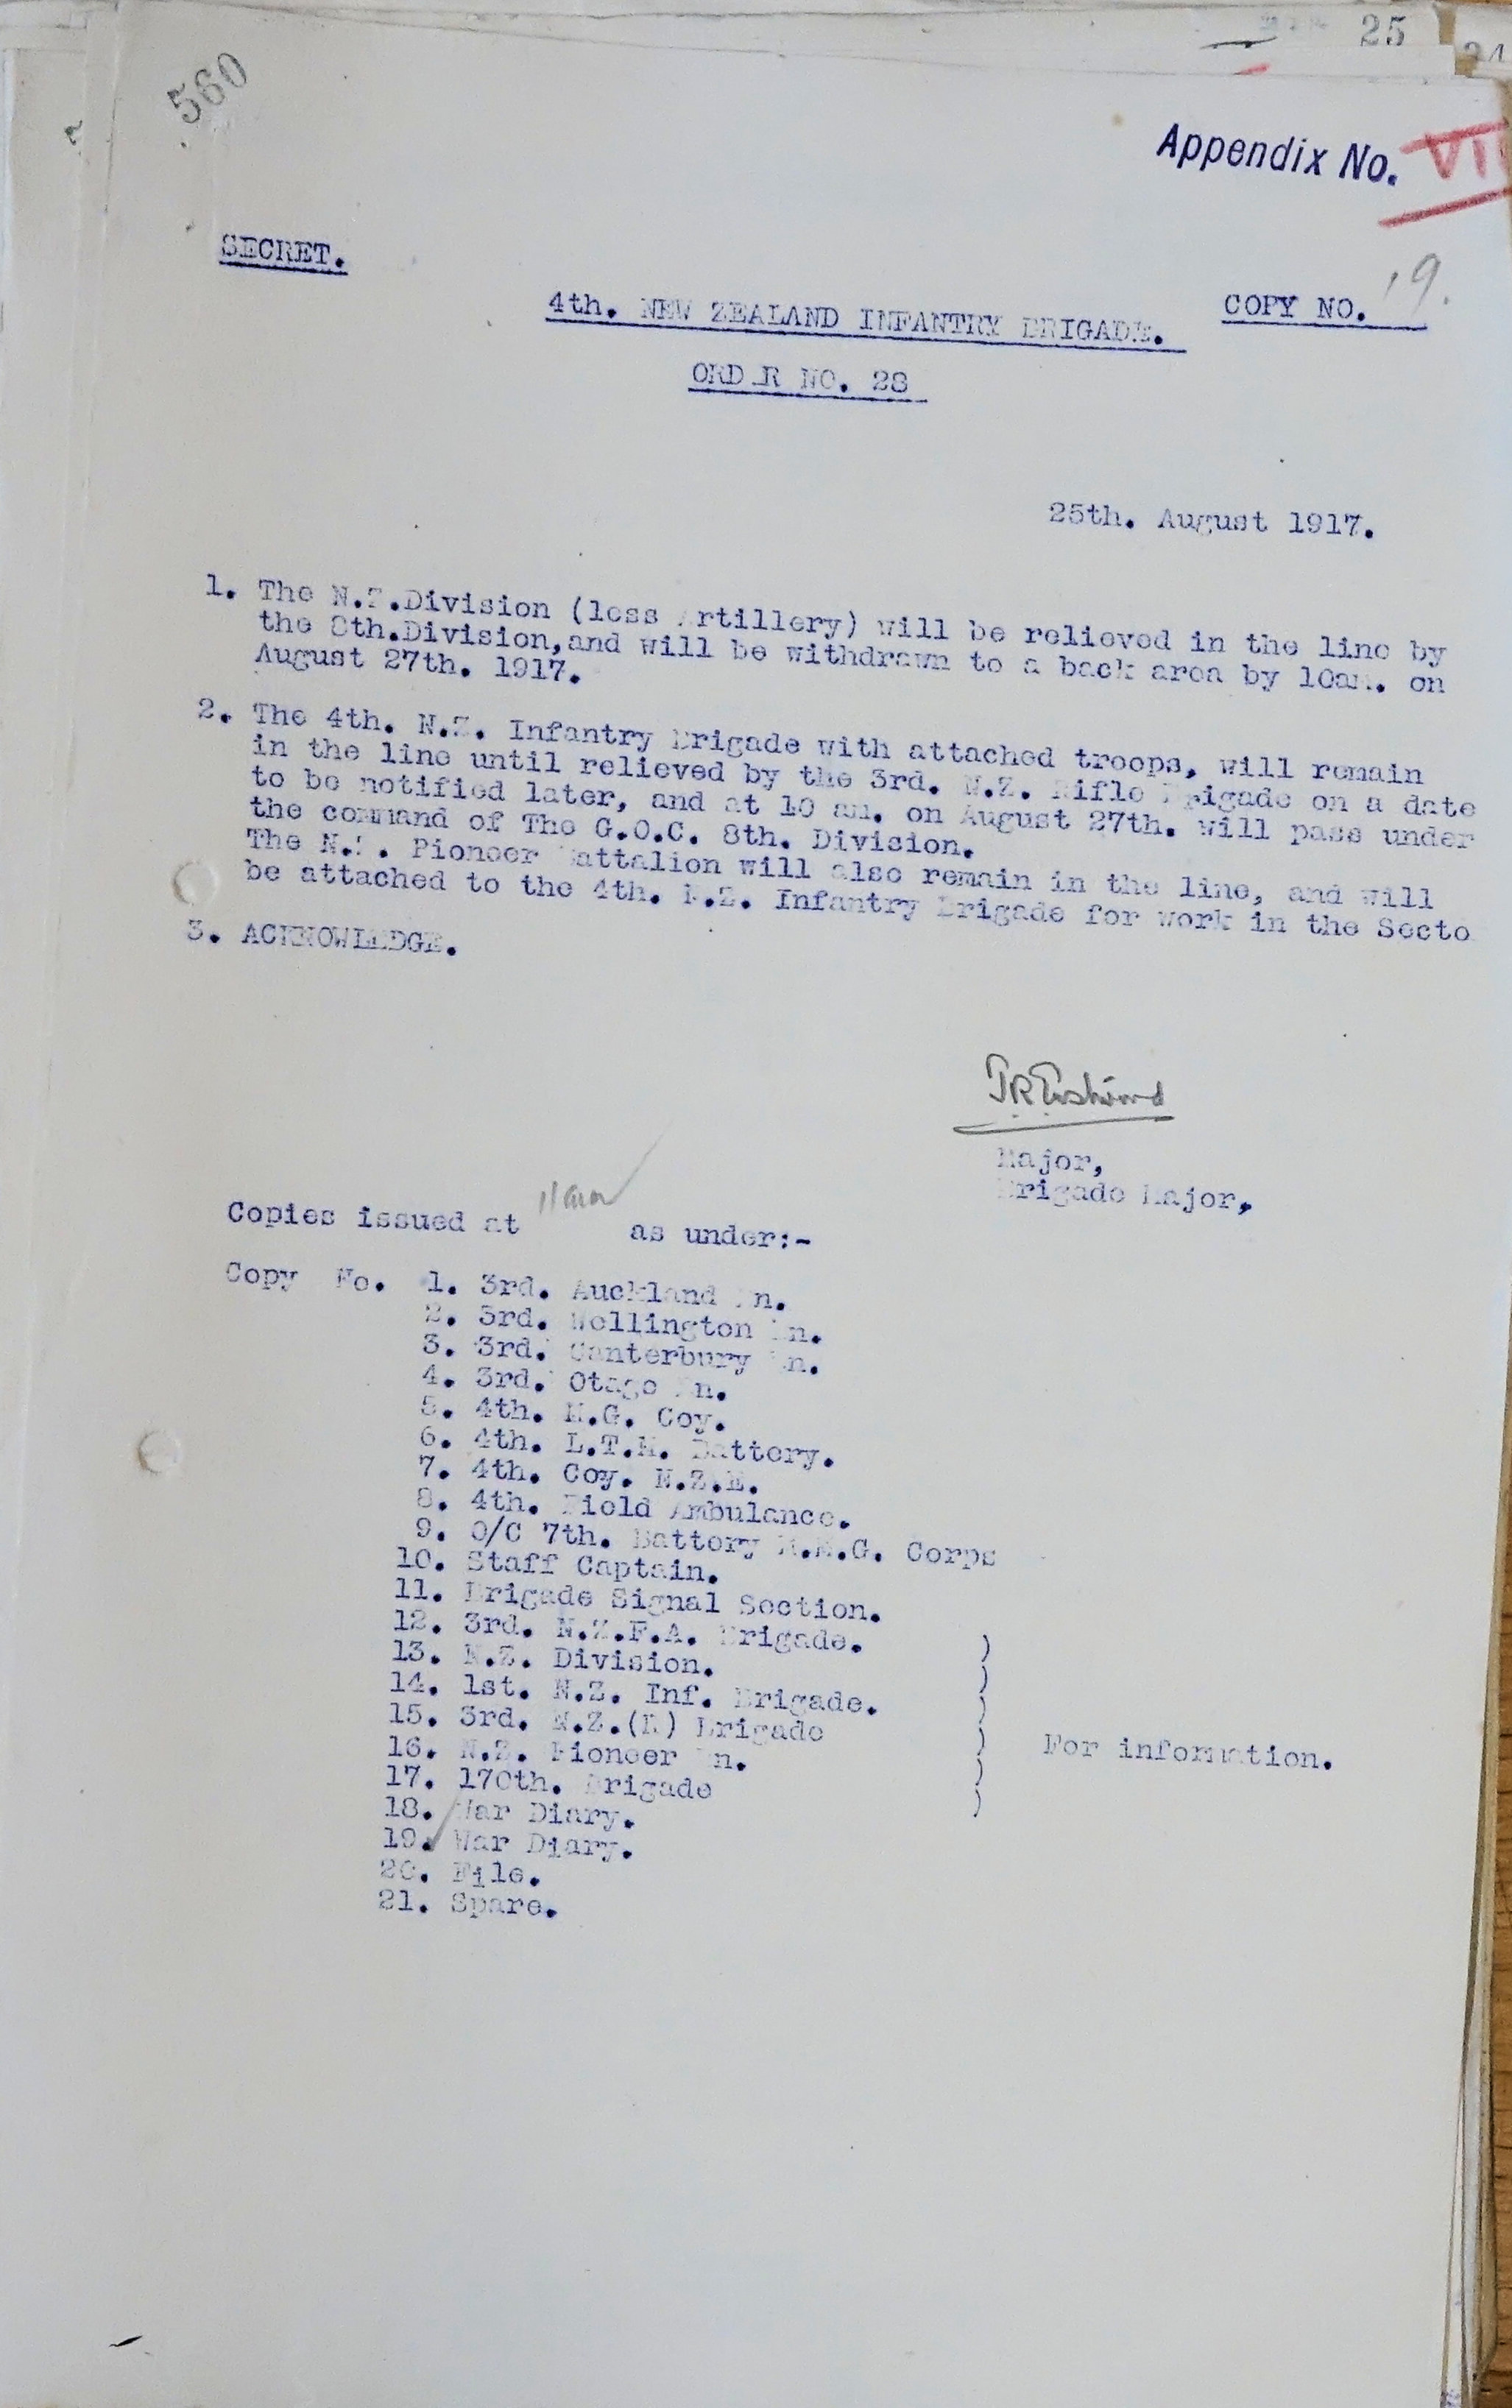 25
560
Appendix No. VII
SECRET.
4th. NEW ZEALAND INFANTRY BRIGADE.
COPY NO. 19.
ORD_R NO. 28
25th. August 1917.
1. The N.Z.Division (less Artillery) will be relieved in the line by
the 8th.Division,and will be withdrawn to a back area by 10am. on
August 27th. 1917.
2. The 4th. N.Z. Infantry Brigade with attached troops, will remain
in the line until relieved by the 3rd. N.Z. Rifle Brigade on a date
to be notified later, and at 10 am. on August 27th. will pass under
the command of The G.O.C. 8th. Division.
The N.Z. Pioneer Battalion will also remain in the line, and will
be attached to the 4th. N.Z. Infantry Brigade for work in the Secto
3. ACKNOWLEDGE.
Major,
Brigade Major,
Copies issued at 11am as under:-
Copy No. 1. 3rd. Auckland Bn.
2. 3rd. Wellington Bn.
3. 3rd. Canterbury Bn.
4. 3rd. Otago Bn.
5. 4th. M.G. Coy.
6. 4th. L.T.M. Battery.
7. 4th. Coy. N.Z.E.
8. 4th. Field Ambulance.
9. O/C 7th. Battery M.M.G. Corps
10. Staff Captain.
11. Brigade Signal Section.
12. 3rd. N.Z.F.A. Brigade. )
13. N.Z. Division. )
14. 1st. N.Z. Inf. Brigade. )
15. 3rd. N.Z.(R) Brigade ) For information.
16. N.Z. Pioneer Bn. )
17. 170th. Brigade )
18. War Diary.
19. War Diary.
20. File.
21. Spare.